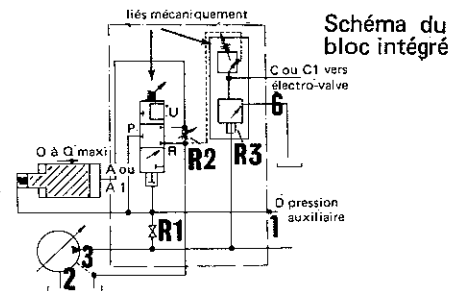 liés mécaniquement
Schéma du
bloc intégré
C ou C1 vers
électro-valve
6
U
P
R
R2
R3
O à Q maxi
A ou
A 1
R1
D pression
auxiliaire
1
3
2